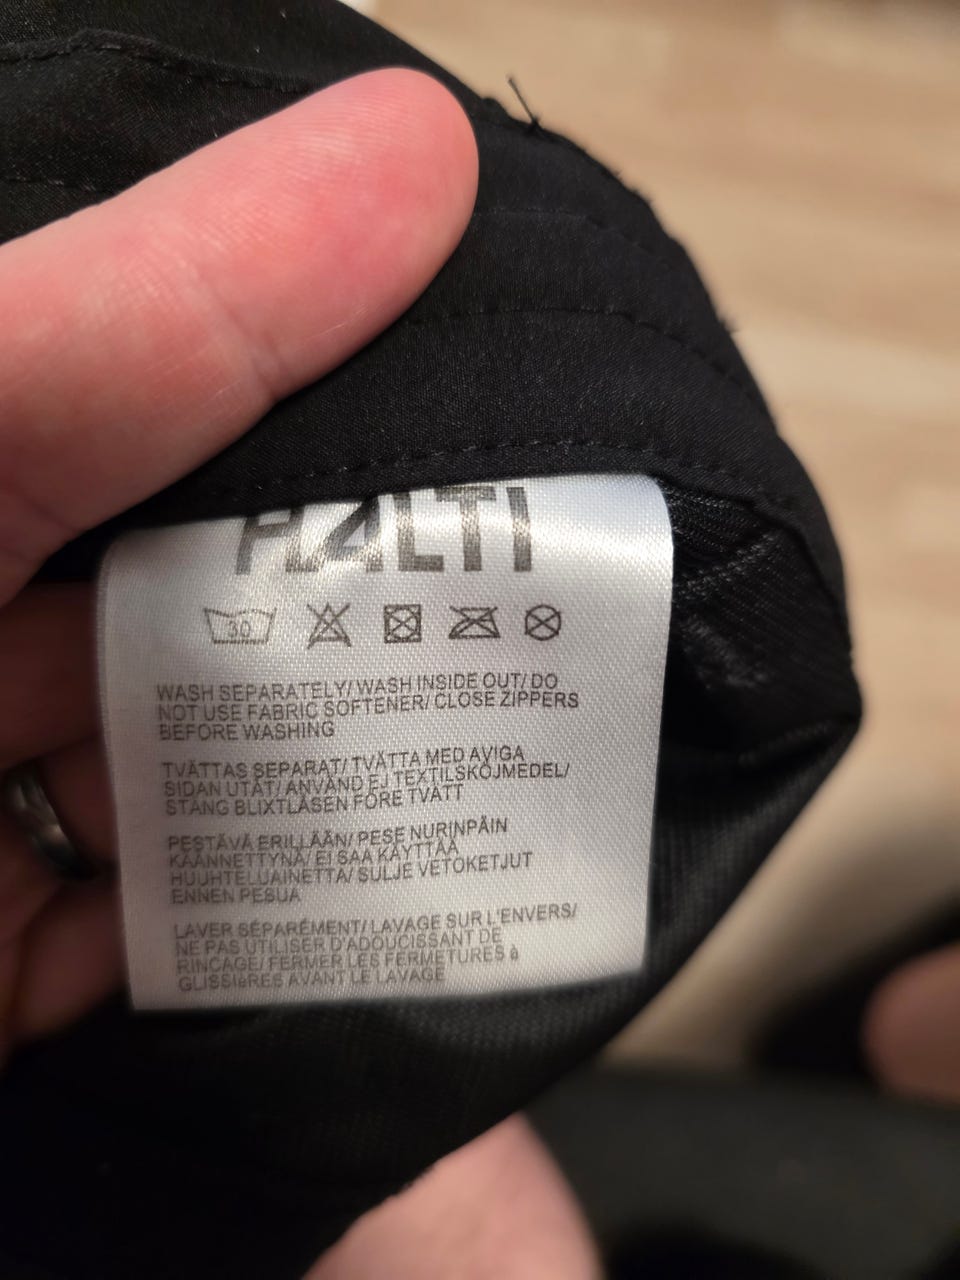 HALTI
30
WASH SEPARATELY/ WASH INSIDE OUT/ DO
NOT USE FABRIC SOFTENER/ CLOSE ZIPPERS
BEFORE WASHING
TVÄTTAS SEPARAT/ TVÄTTA MED AVIGA
SIDAN UTÅT/ ANVÄND EJ TEXTILSKÖJMEDEL/
STÄNG BLIXTLÅSEN FÖRE TVÄTT
PESTÄVÄ ERILLÄÄN/ PESE NURINPÄIN
KÄÄNNETTYNÄ/ EI SAA KÄYTTÄÄ
HUUHTELUAINETTA/ SULJE VETOKETJUT
ENNEN PESUA
LAVER SÉPARÉMENT/ LAVAGE SUR L'ENVERS/
NE PAS UTILISER D'ADOUCISSANT DE
RINCAGE/ FERMER LES FERMETURES à
GLISSIèRES AVANT LE LAVAGE